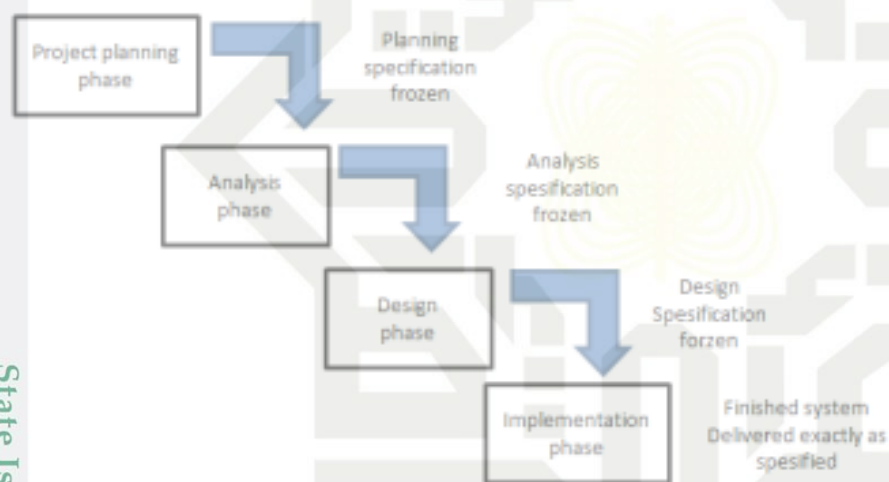 Project planning
phase
Planning
specification
frozen
Analysis
phase
Analysis
spesification
frozen
Design
phase
Design
Spesification
forzen
Implementation
phase
Finished system
Delivered exactly as
spesified
State Is